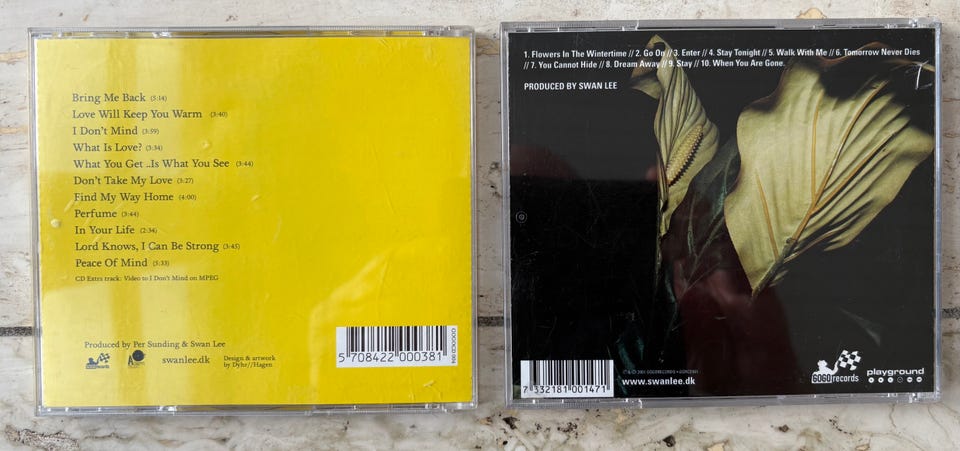 Bring Me Back (5:14)
Love Will Keep You Warm (3:40)
I Don't Mind (3:59)
What Is Love? (3:34)
What You Get ..Is What You See (3:44)
Don't Take My Love (3:27)
Find My Way Home (4:00)
Perfume (3:44)
In Your Life (2:34)
Lord Knows, I Can Be Strong (3:45)
Peace Of Mind (5:33)
CD Extra track: Video to I Don't Mind on MPEG
Produced by Per Sunding & Swan Lee
swanlee.dk
Design & artwork
by Dyhr//Hagen
5 708422 000381
1. Flowers In The Wintertime // 2. Go On // 3. Enter // 4. Stay Tonight // 5. Walk With Me // 6. Tomorrow Never Dies
// 7. You Cannot Hide // 8. Dream Away // 9. Stay // 10. When You Are Gone.
PRODUCED BY SWAN LEE
7 332181 001471
www.swanlee.dk
GOGO records
playground